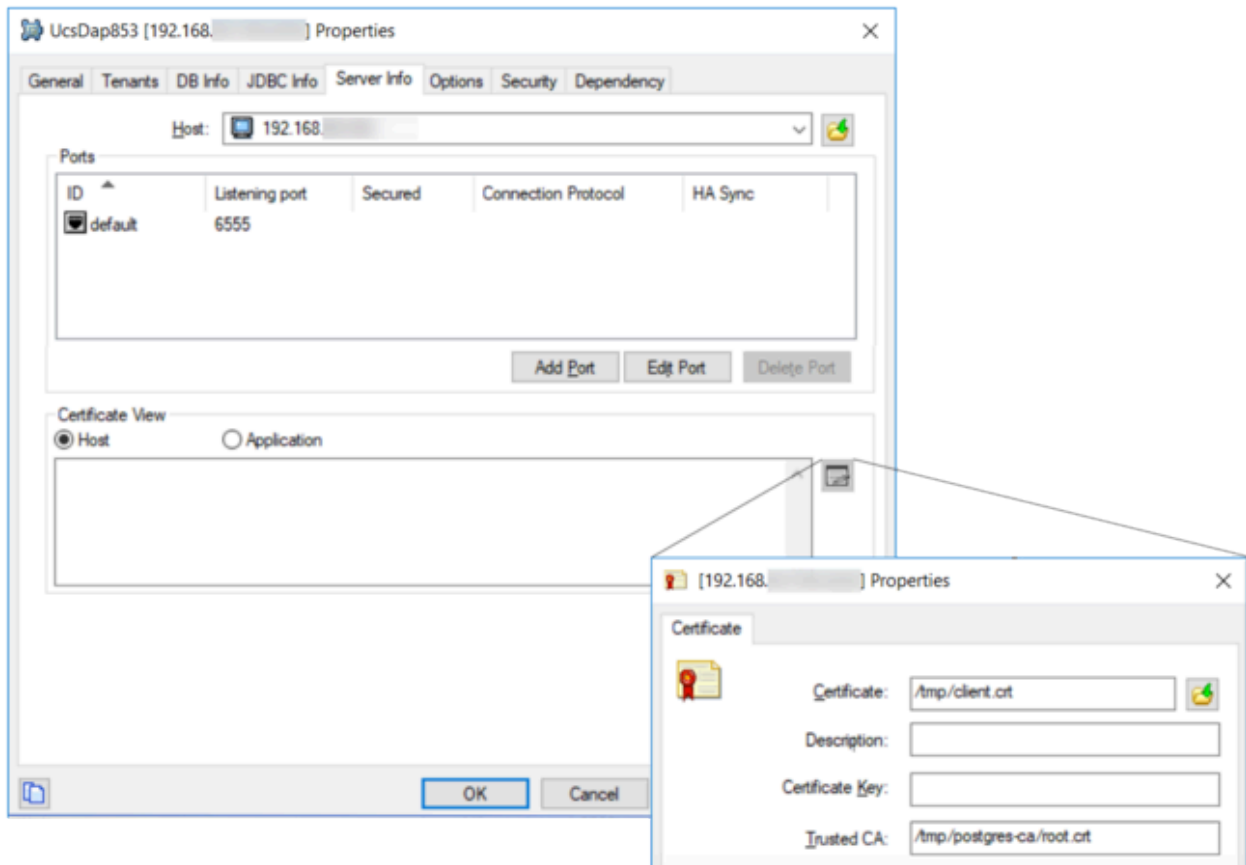 UcsDap853 [192.168. ] Properties
General Tenants DB Info JDBC Info Server Info Options Security Dependency
Host: 192.168.
Ports
ID Listening port Secured Connection Protocol HA Sync
default 6555
Add Port Edit Port Delete Port
Certificate View
Host Application
[192.168. ] Properties
Certificate
Certificate: /tmp/client.crt
Description:
Certificate Key:
Trusted CA: /tmp/postgres-ca/root.crt
OK Cancel